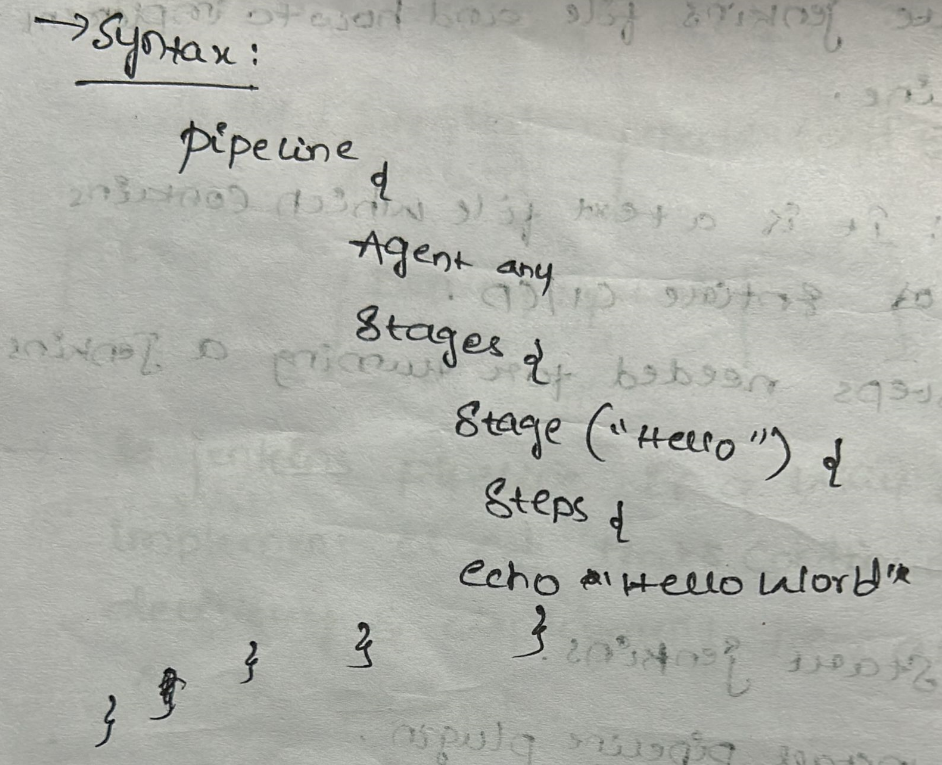 → Syntax:
pipeline {
Agent any
Stages {
Stage ("Hello") {
Steps {
echo "Hello World"
}
}
}
}